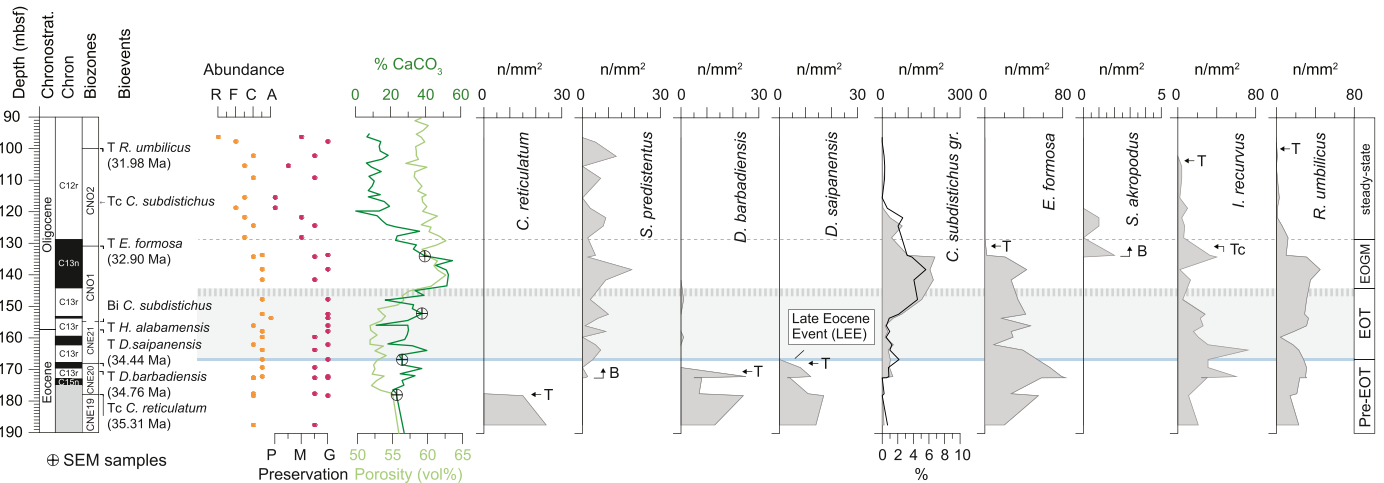 Depth (mbsf)
Chronostrat.
Chron
Biozones
Bioevents
Abundance
R F C A
% CaCO3
0 20 40 60
n/mm2
0 30
n/mm2
0 30
n/mm2
0 30
n/mm2
0 30
n/mm2
0 300
n/mm2
0 80
n/mm2
0 5
n/mm2
0 80
n/mm2
0 80
90
100
110
120
130
140
150
160
170
180
190
Oligocene
Eocene
C12r
C13n
C13r
C13r
C13r
C13r
C15n
CNO2
CNO1
CNE21
CNE20
CNE19
T R. umbilicus
(31.98 Ma)
Tc C. subdistichus
T E. formosa
(32.90 Ma)
Bi C. subdistichus
T H. alabamensis
T D.saipanensis
(34.44 Ma)
T D.barbadiensis
(34.76 Ma)
Tc C. reticulatum
(35.31 Ma)
C. reticulatum
T
S. predistentus
B
D. barbadiensis
T
D. saipanensis
Late Eocene
Event (LEE)
T
C. subdistichus gr.
E. formosa
T
S. akropodus
B
I. recurvus
T
Tc
R. umbilicus
T
steady-state
EOGM
EOT
Pre-EOT
P M G
Preservation
50 55 60 65
Porosity (vol%)
0 2 4 6 8 10
%
SEM samples